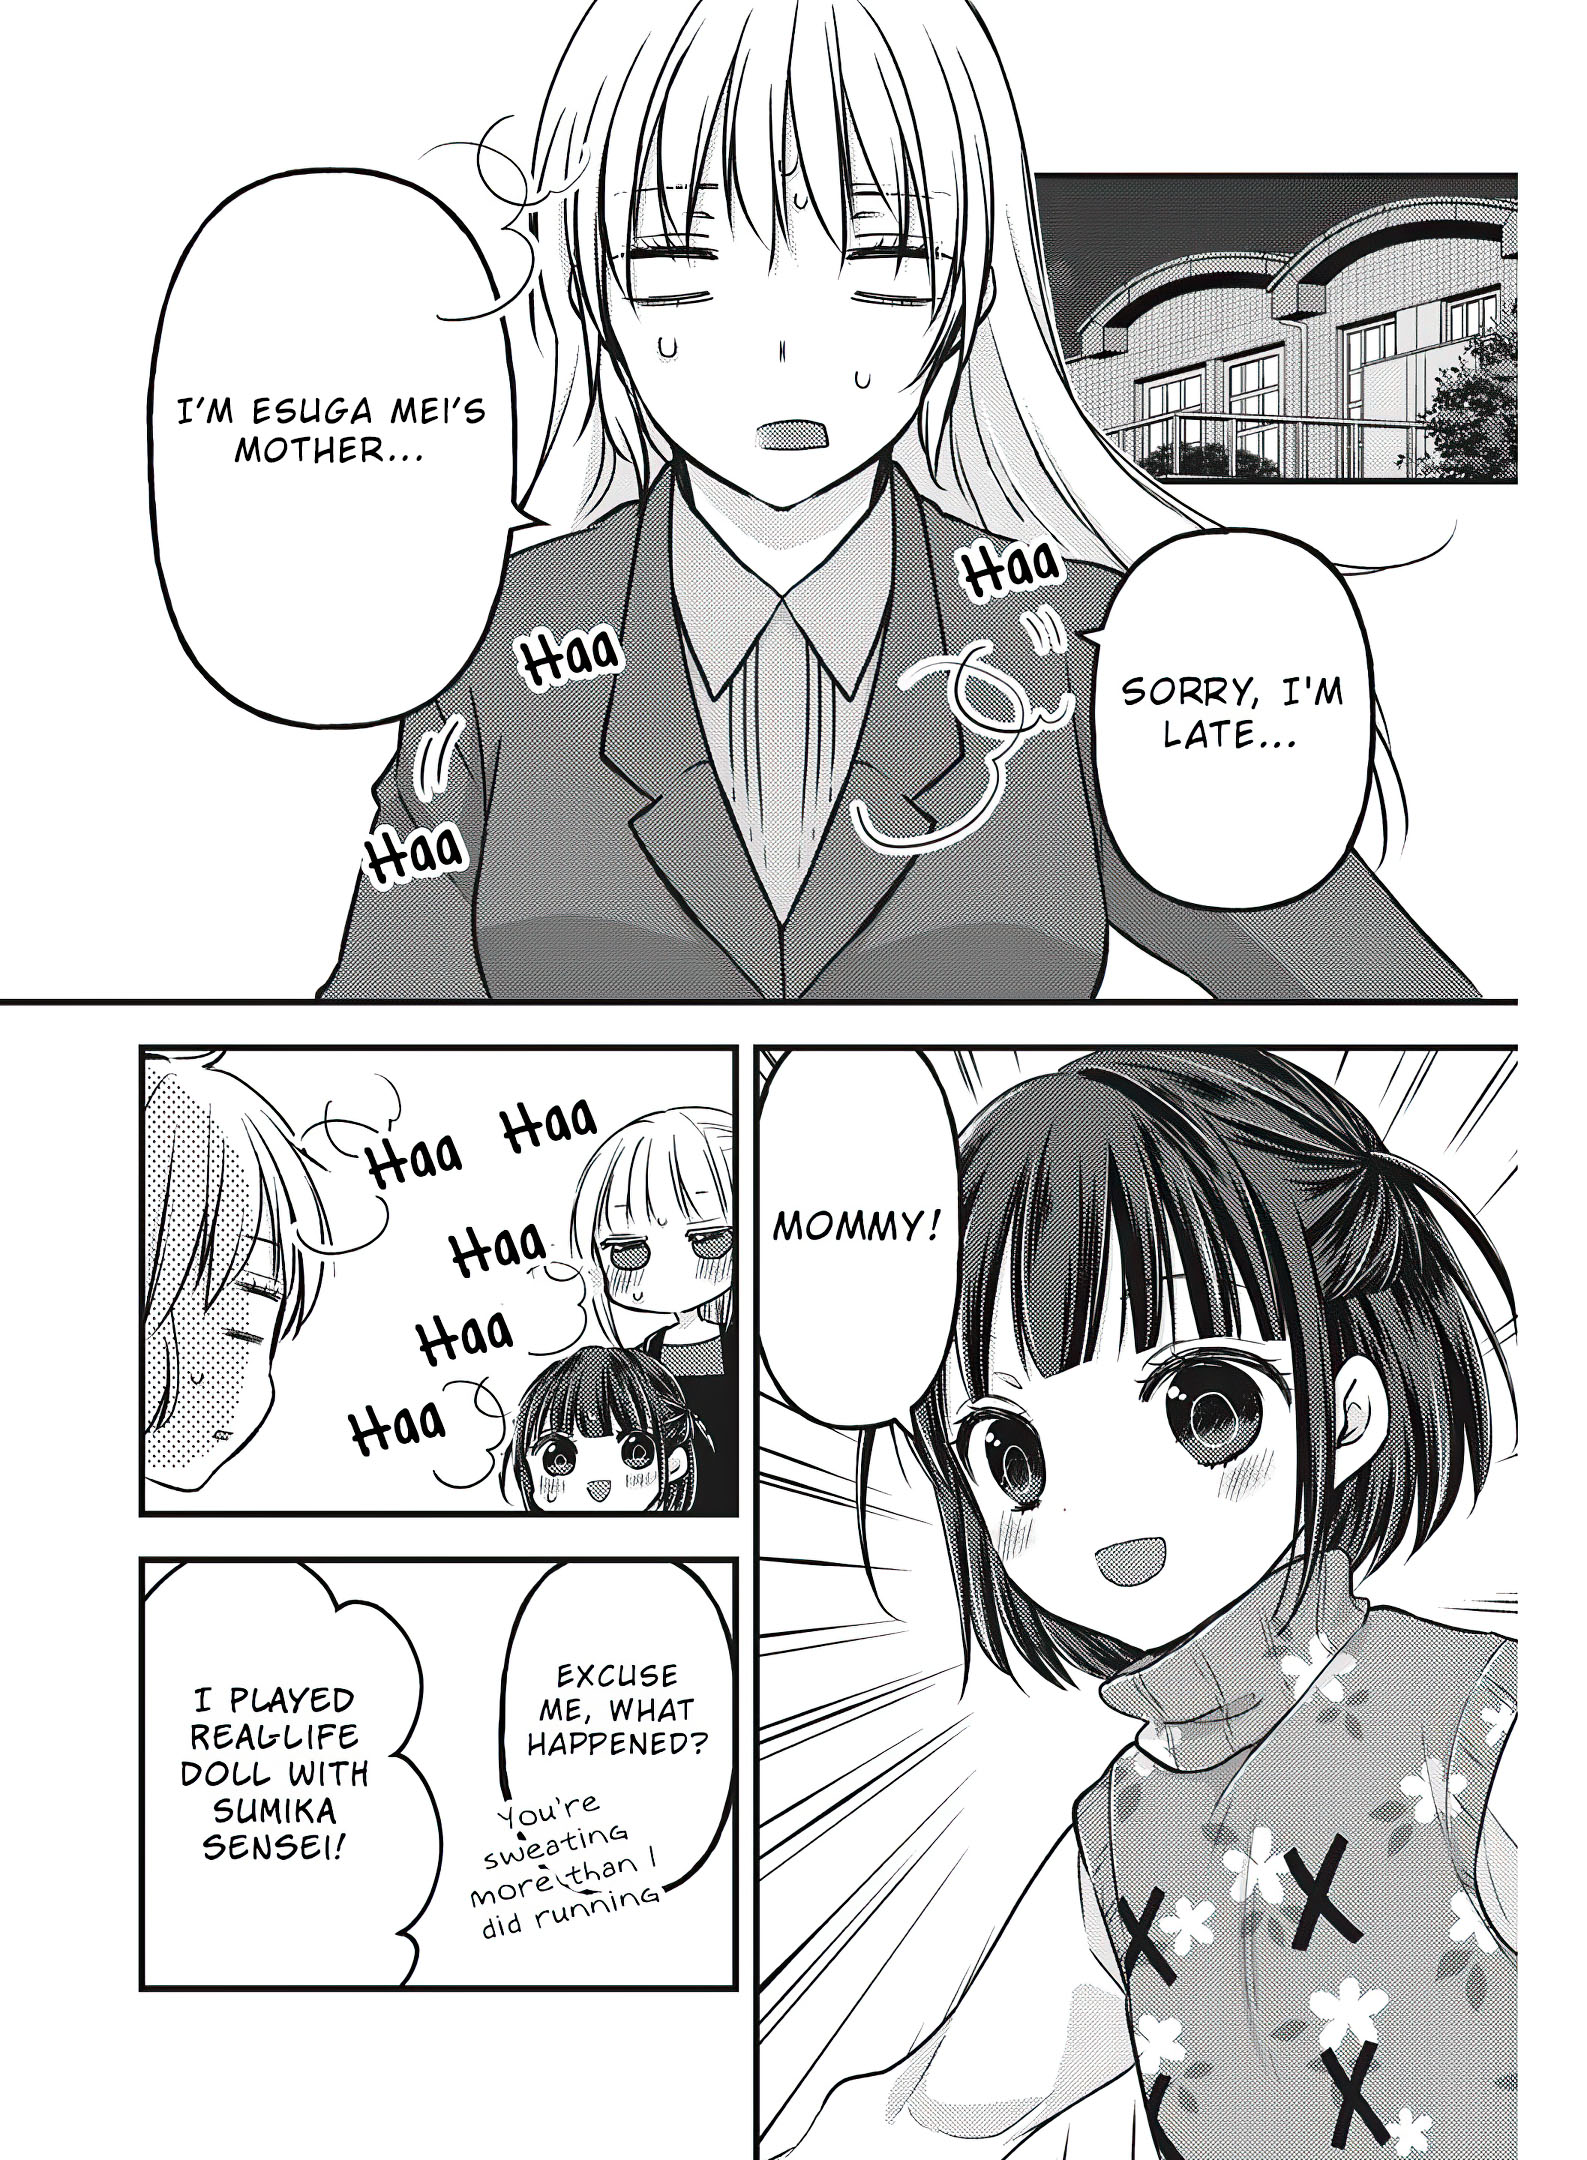 SORRY, I'M
LATE...
I'M ESUGA MEI'S
MOTHER...
Haa
Haa
Haa
MOMMY!
Haa
Haa
Haa
Haa
Haa
EXCUSE
ME, WHAT
HAPPENED?
You're
sweating
more than I
did running
I PLAYED
REAL-LIFE
DOLL WITH
SUMIKA
SENSEI!